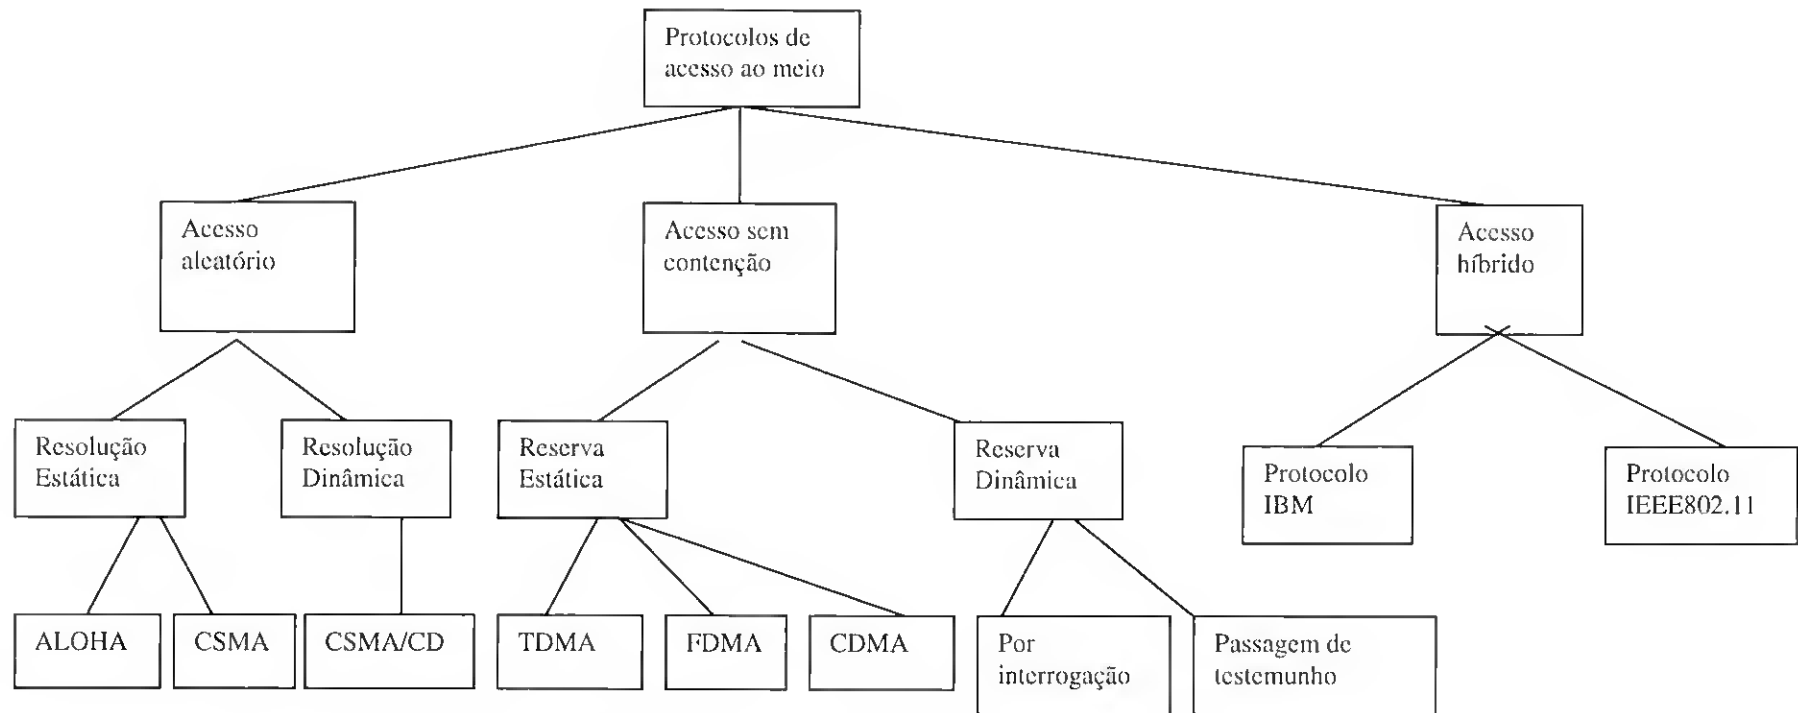 Protocolos de
acesso ao meio
Acesso
aleatório
Acesso sem
contenção
Acesso
híbrido
Resolução
Estática
Resolução
Dinâmica
Reserva
Estática
Reserva
Dinâmica
Protocolo
IBM
Protocolo
IEEE802.11
ALOHA
CSMA
CSMA/CD
TDMA
FDMA
CDMA
Por
interrogação
Passagem de
testemunho